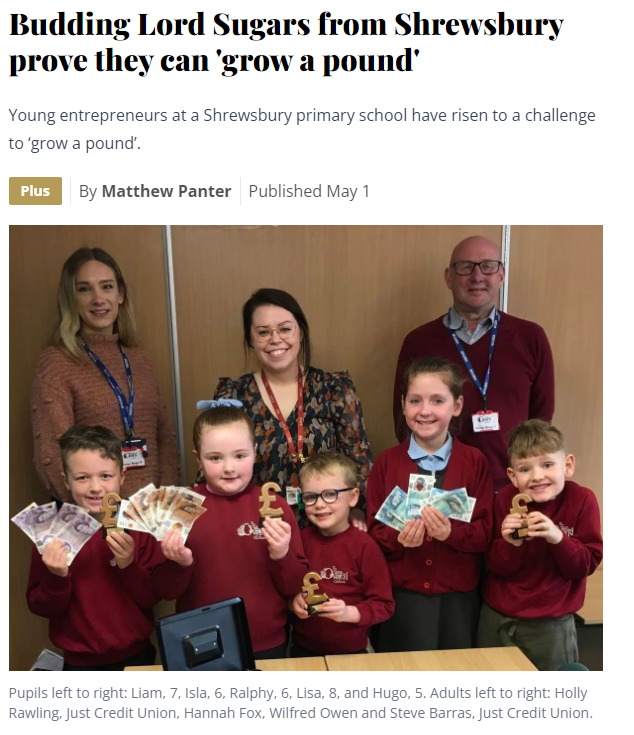 Budding Lord Sugars from Shrewsbury
prove they can 'grow a pound'
Young entrepreneurs at a Shrewsbury primary school have risen to a challenge
to ‘grow a pound’.
Plus
By Matthew Panter
Published May 1
£
£
£
£
Pupils left to right: Liam, 7, Isla, 6, Ralphy, 6, Lisa, 8, and Hugo, 5. Adults left to right: Holly
Rawling, Just Credit Union, Hannah Fox, Wilfred Owen and Steve Barras, Just Credit Union.